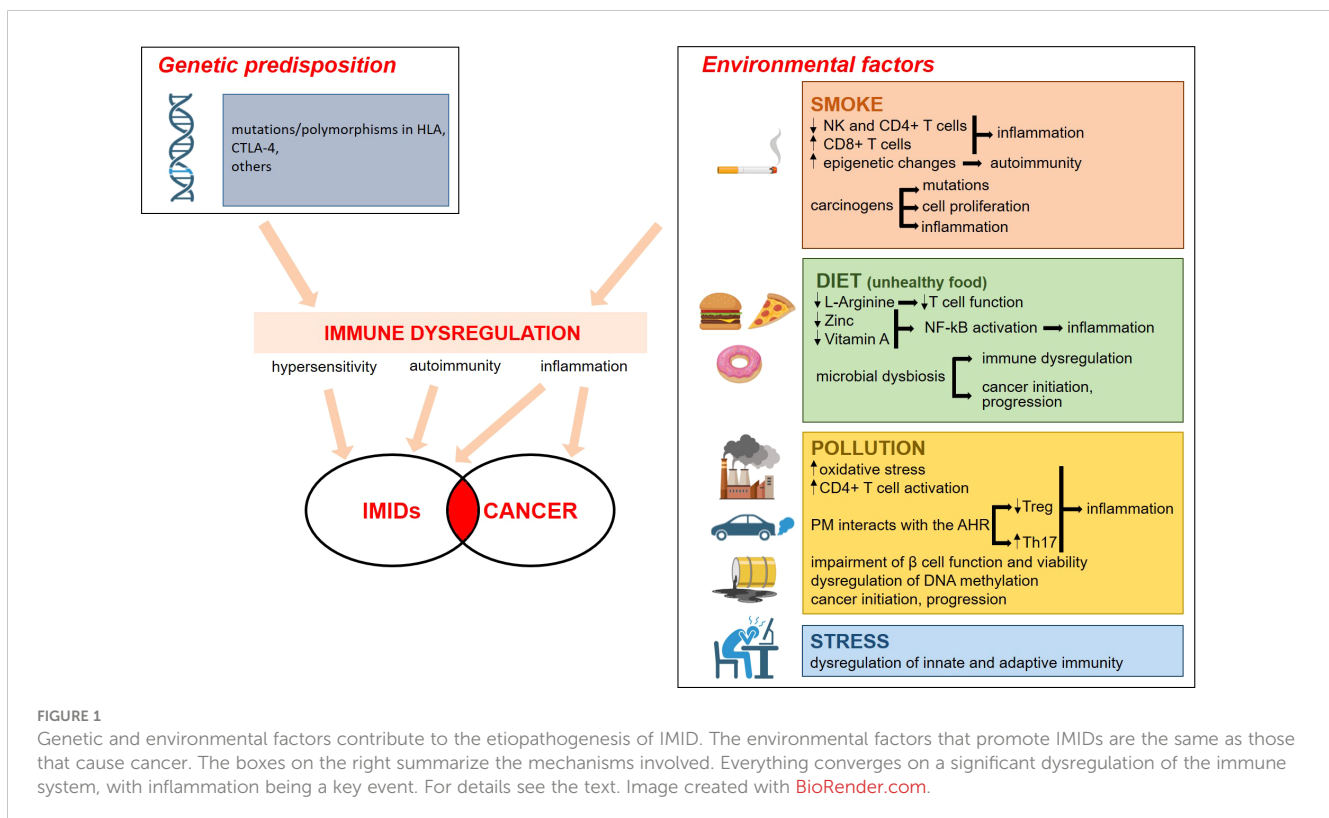 Genetic predisposition
mutations/polymorphisms in HLA,
CTLA-4,
others
IMMUNE DYSREGULATION
hypersensitivity autoimmunity inflammation
IMIDs CANCER
Environmental factors
SMOKE
↓ NK and CD4+ T cells
↑ CD8+ T cells
→ inflammation
↑ epigenetic changes → autoimmunity
carcinogens
mutations
cell proliferation
inflammation
DIET (unhealthy food)
↓ L-Arginine → ↓T cell function
↓ Zinc
↓ Vitamin A
NF-kB activation → inflammation
microbial dysbiosis
immune dysregulation
cancer initiation,
progression
POLLUTION
↑oxidative stress
↑CD4+ T cell activation
PM interacts with the AHR
↓Treg
↑Th17
→ inflammation
impairment of β cell function and viability
dysregulation of DNA methylation
cancer initiation, progression
STRESS
dysregulation of innate and adaptive immunity
FIGURE 1
Genetic and environmental factors contribute to the etiopathogenesis of IMID. The environmental factors that promote IMIDs are the same as those
that cause cancer. The boxes on the right summarize the mechanisms involved. Everything converges on a significant dysregulation of the immune
system, with inflammation being a key event. For details see the text. Image created with BioRender.com.